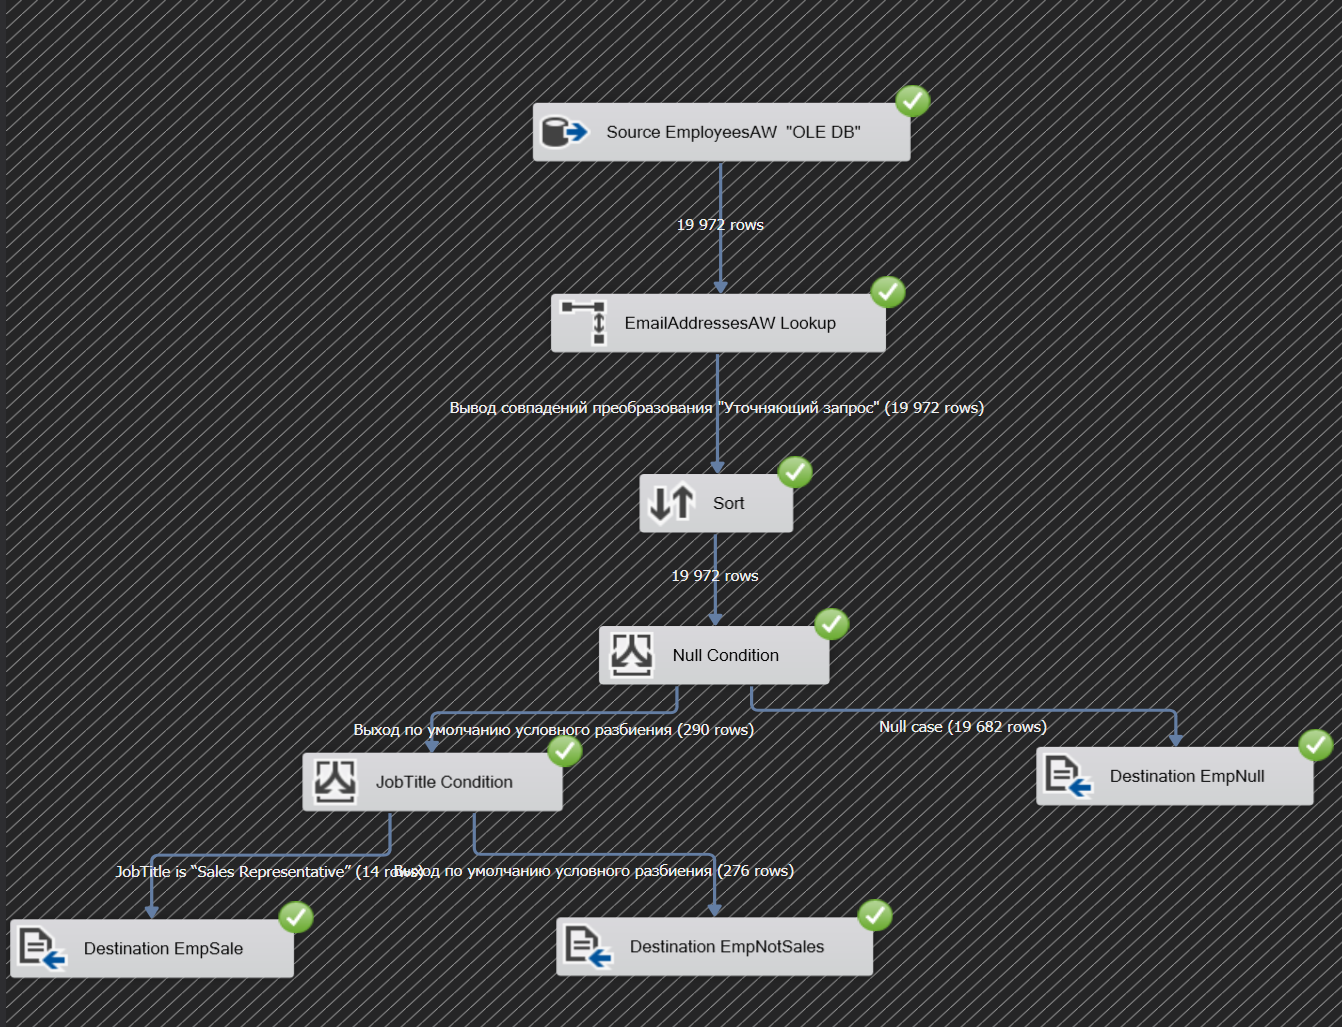 Source EmployeesAW  "OLE DB"
19 972 rows
EmailAddressesAW Lookup
Вывод совпадений преобразования "Уточняющий запрос" (19 972 rows)
Sort
19 972 rows
Null Condition
Выход по умолчанию условного разбиения (290 rows)
Null case (19 682 rows)
JobTitle Condition
Destination EmpNull
JobTitle is “Sales Representative” (14 rows)
Выход по умолчанию условного разбиения (276 rows)
Destination EmpSale
Destination EmpNotSales